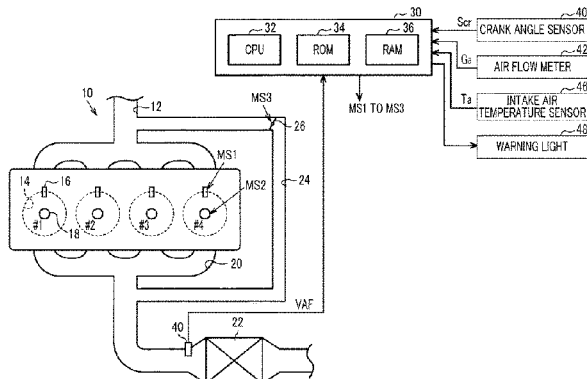 30
32
34
36
CPU
ROM
RAM
Scr
40
CRANK ANGLE SENSOR
Ga
42
AIR FLOW METER
Ta
46
INTAKE AIR
TEMPERATURE SENSOR
48
WARNING LIGHT
10
12
MS3
26
MS1 TO MS3
14
16
MS1
MS2
24
#1
18
#2
#3
#4
20
VAF
40
22